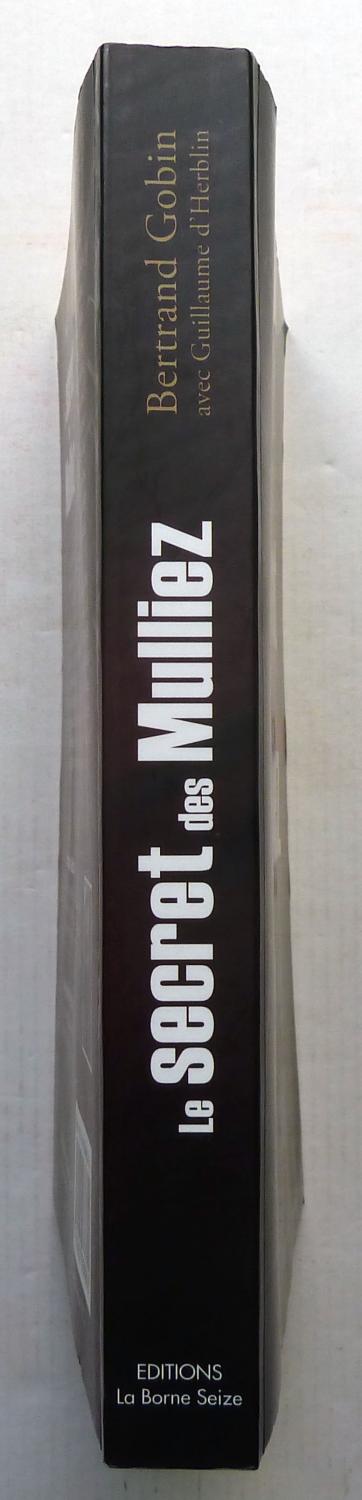 Bertrand Gobin
avec Guillaume d'Herblin
Le secret des Mulliez
EDITIONS
La Borne Seize